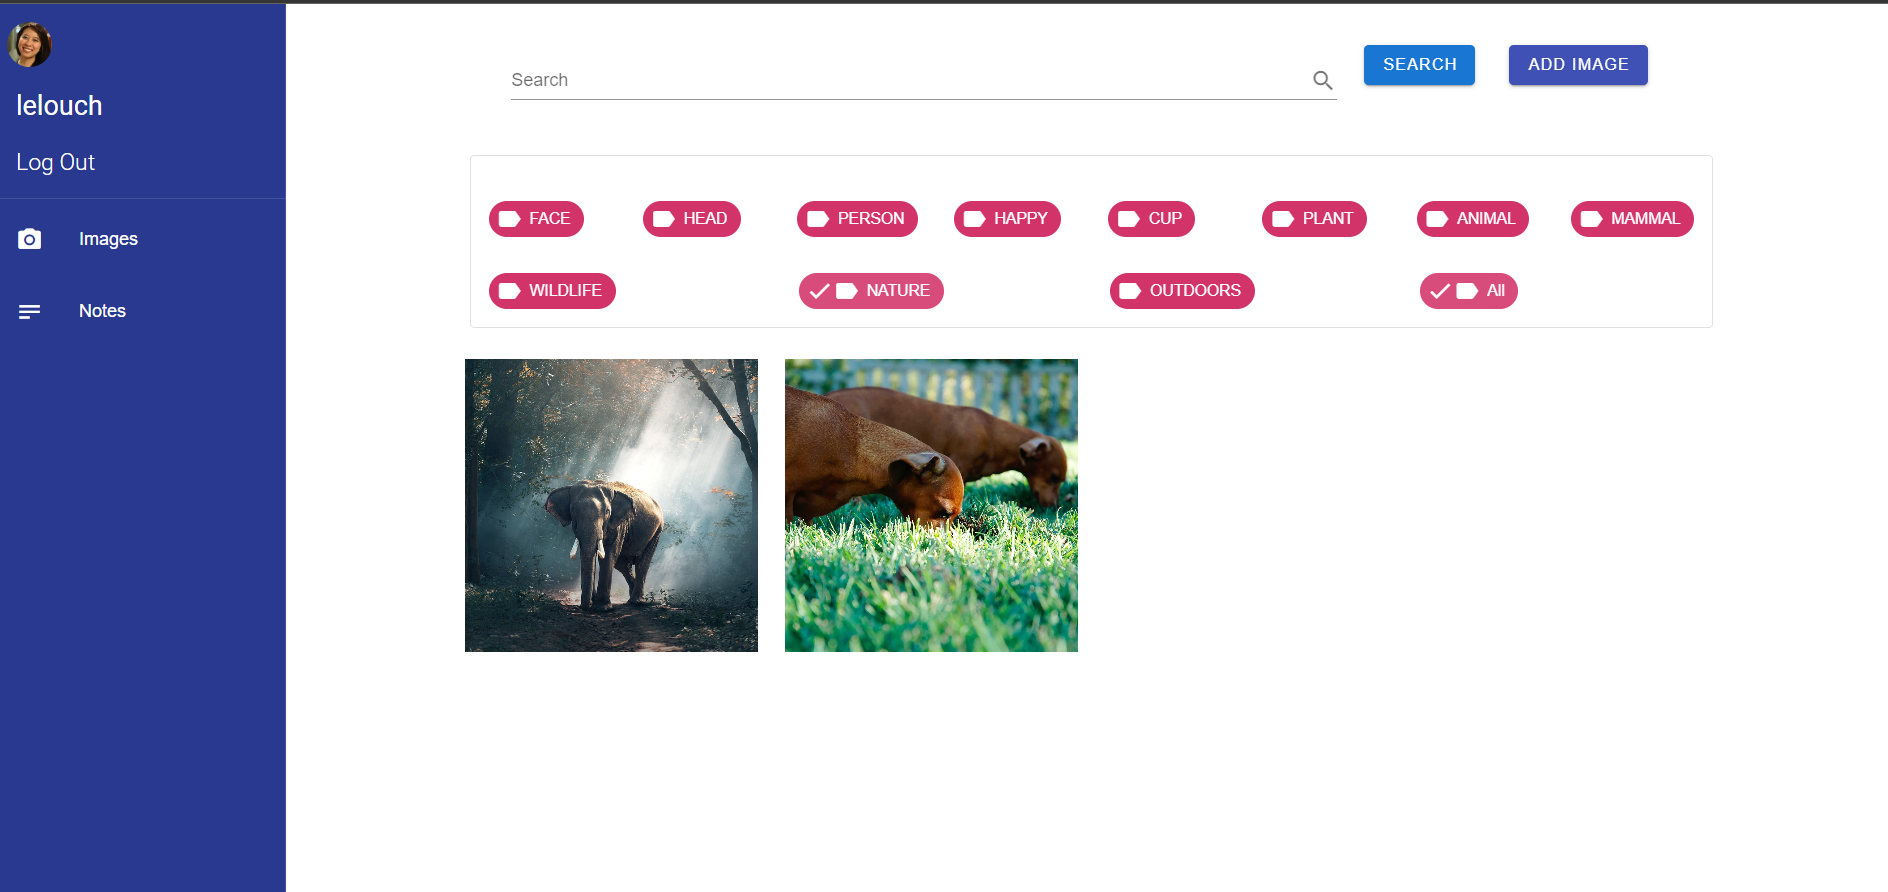 lelouch
Log Out
Images
Notes
Search
SEARCH
ADD IMAGE
FACE HEAD PERSON HAPPY CUP PLANT ANIMAL MAMMAL
WILDLIFE NATURE OUTDOORS All